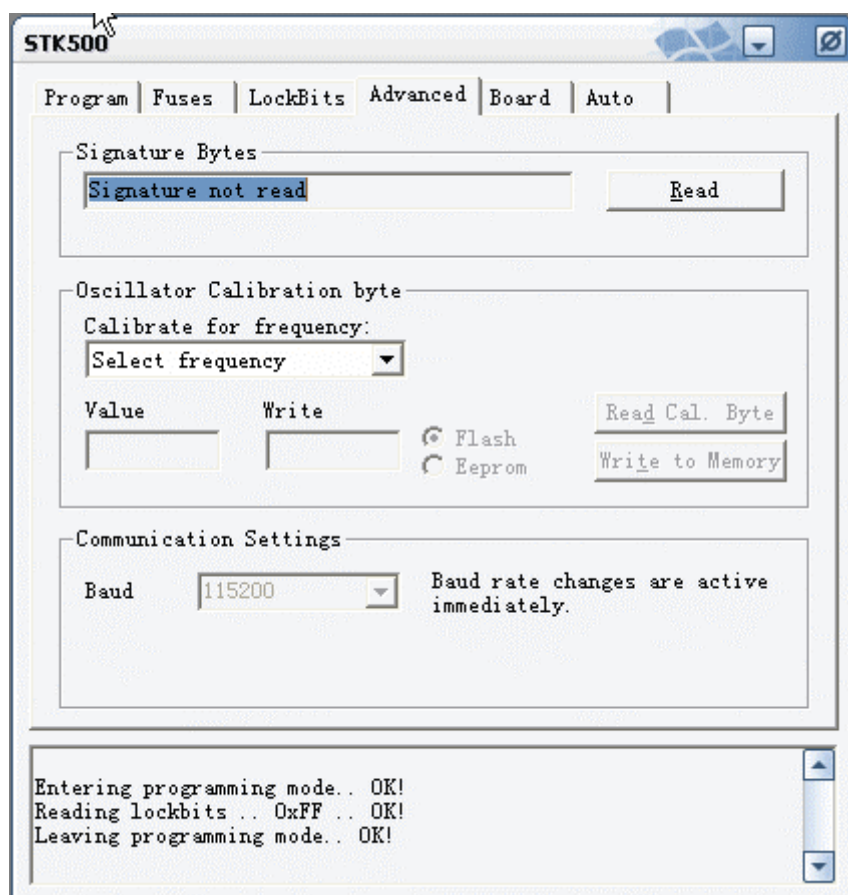 STK500
Program Fuses LockBits Advanced Board Auto
Signature Bytes
Signature not read Read
Oscillator Calibration byte
Calibrate for frequency:
Select frequency
Value Write Read Cal. Byte
Flash
Eeprom Write to Memory
Communication Settings
Baud 115200 Baud rate changes are active
immediately.
Entering programming mode.. OK!
Reading lockbits .. 0xFF .. OK!
Leaving programming mode.. OK!